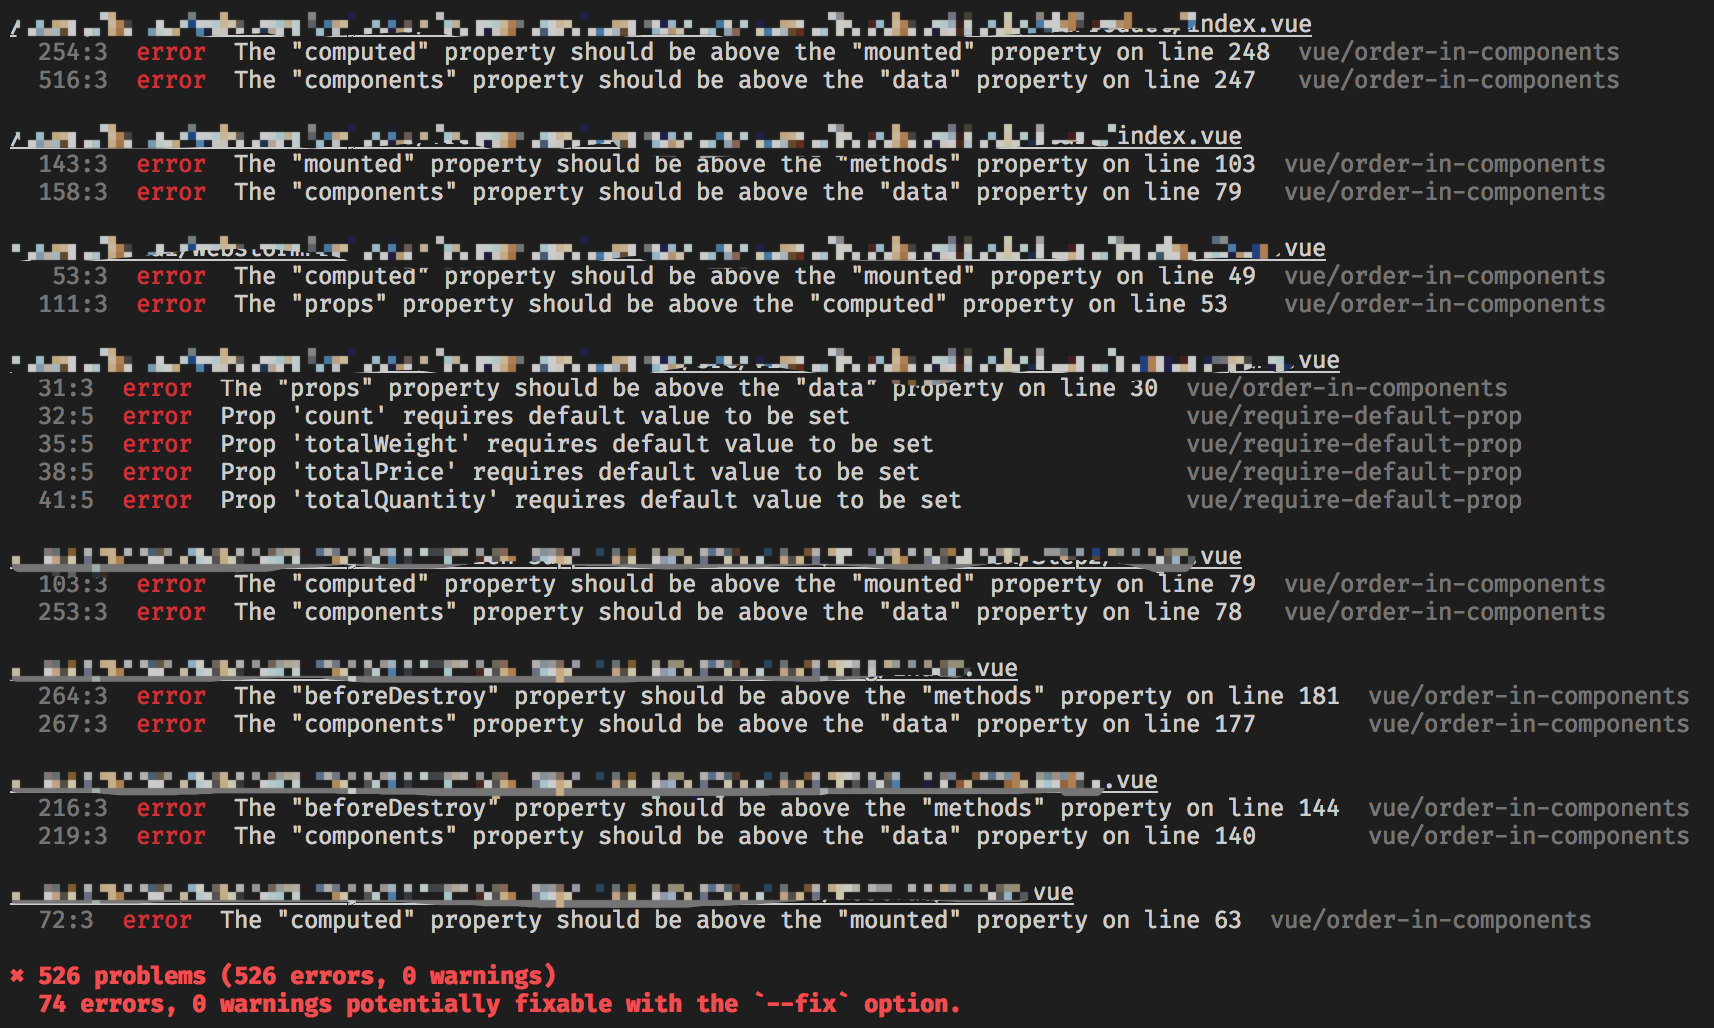 index.vue
254:3 error The "computed" property should be above the "mounted" property on line 248 vue/order-in-components
516:3 error The "components" property should be above the "data" property on line 247 vue/order-in-components
index.vue
143:3 error The "mounted" property should be above the "methods" property on line 103 vue/order-in-components
158:3 error The "components" property should be above the "data" property on line 79 vue/order-in-components
.vue
53:3 error The "computed" property should be above the "mounted" property on line 49 vue/order-in-components
111:3 error The "props" property should be above the "computed" property on line 53 vue/order-in-components
.vue
31:3 error The "props" property should be above the "data" property on line 30 vue/order-in-components
32:5 error Prop 'count' requires default value to be set vue/require-default-prop
35:5 error Prop 'totalWeight' requires default value to be set vue/require-default-prop
38:5 error Prop 'totalPrice' requires default value to be set vue/require-default-prop
41:5 error Prop 'totalQuantity' requires default value to be set vue/require-default-prop
.vue
103:3 error The "computed" property should be above the "mounted" property on line 79 vue/order-in-components
253:3 error The "components" property should be above the "data" property on line 78 vue/order-in-components
.vue
264:3 error The "beforeDestroy" property should be above the "methods" property on line 181 vue/order-in-components
267:3 error The "components" property should be above the "data" property on line 177 vue/order-in-components
.vue
216:3 error The "beforeDestroy" property should be above the "methods" property on line 144 vue/order-in-components
219:3 error The "components" property should be above the "data" property on line 140 vue/order-in-components
vue
72:3 error The "computed" property should be above the "mounted" property on line 63 vue/order-in-components
✖ 526 problems (526 errors, 0 warnings)
74 errors, 0 warnings potentially fixable with the `--fix` option.